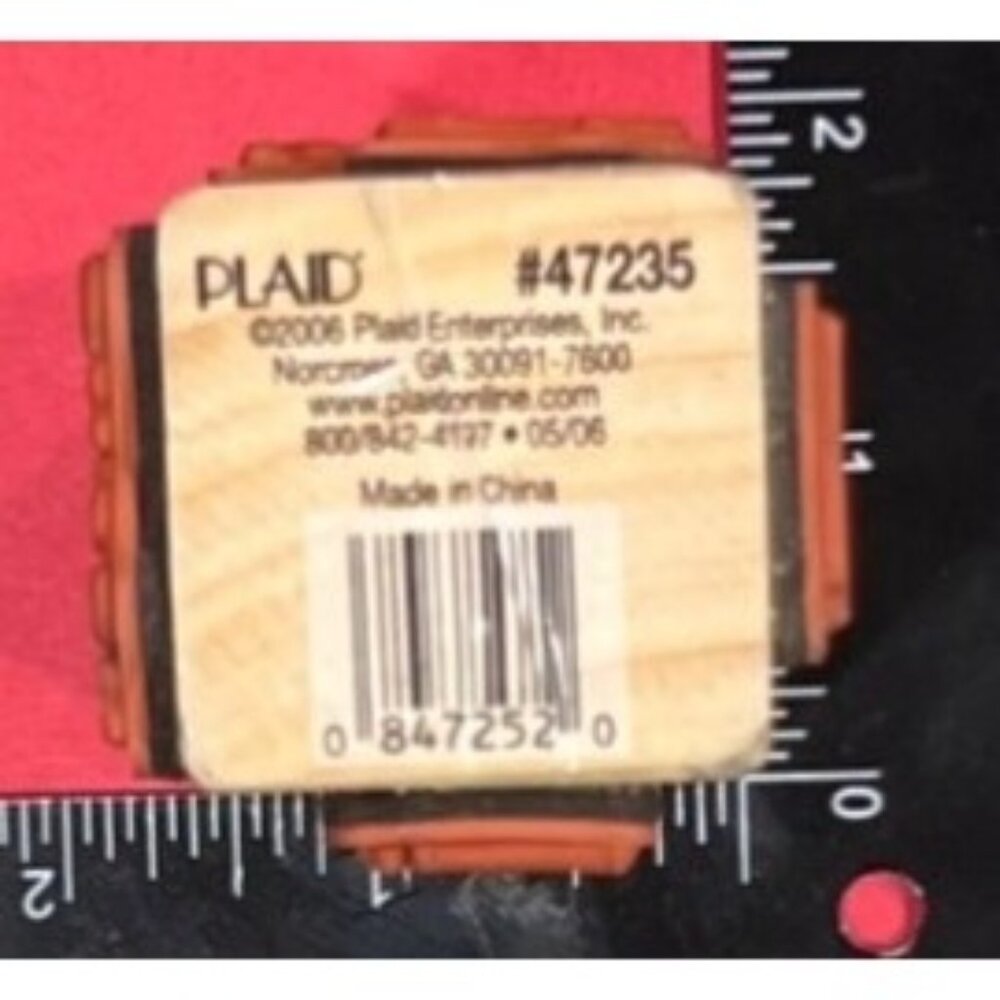 PLAID® #47235
©2006 Plaid Enterprises, Inc.
GA 30091-7600
www.plaidonline.com
800/842-4197 • 05/06
Made in China
0 847252 0
2
1
0
1
2